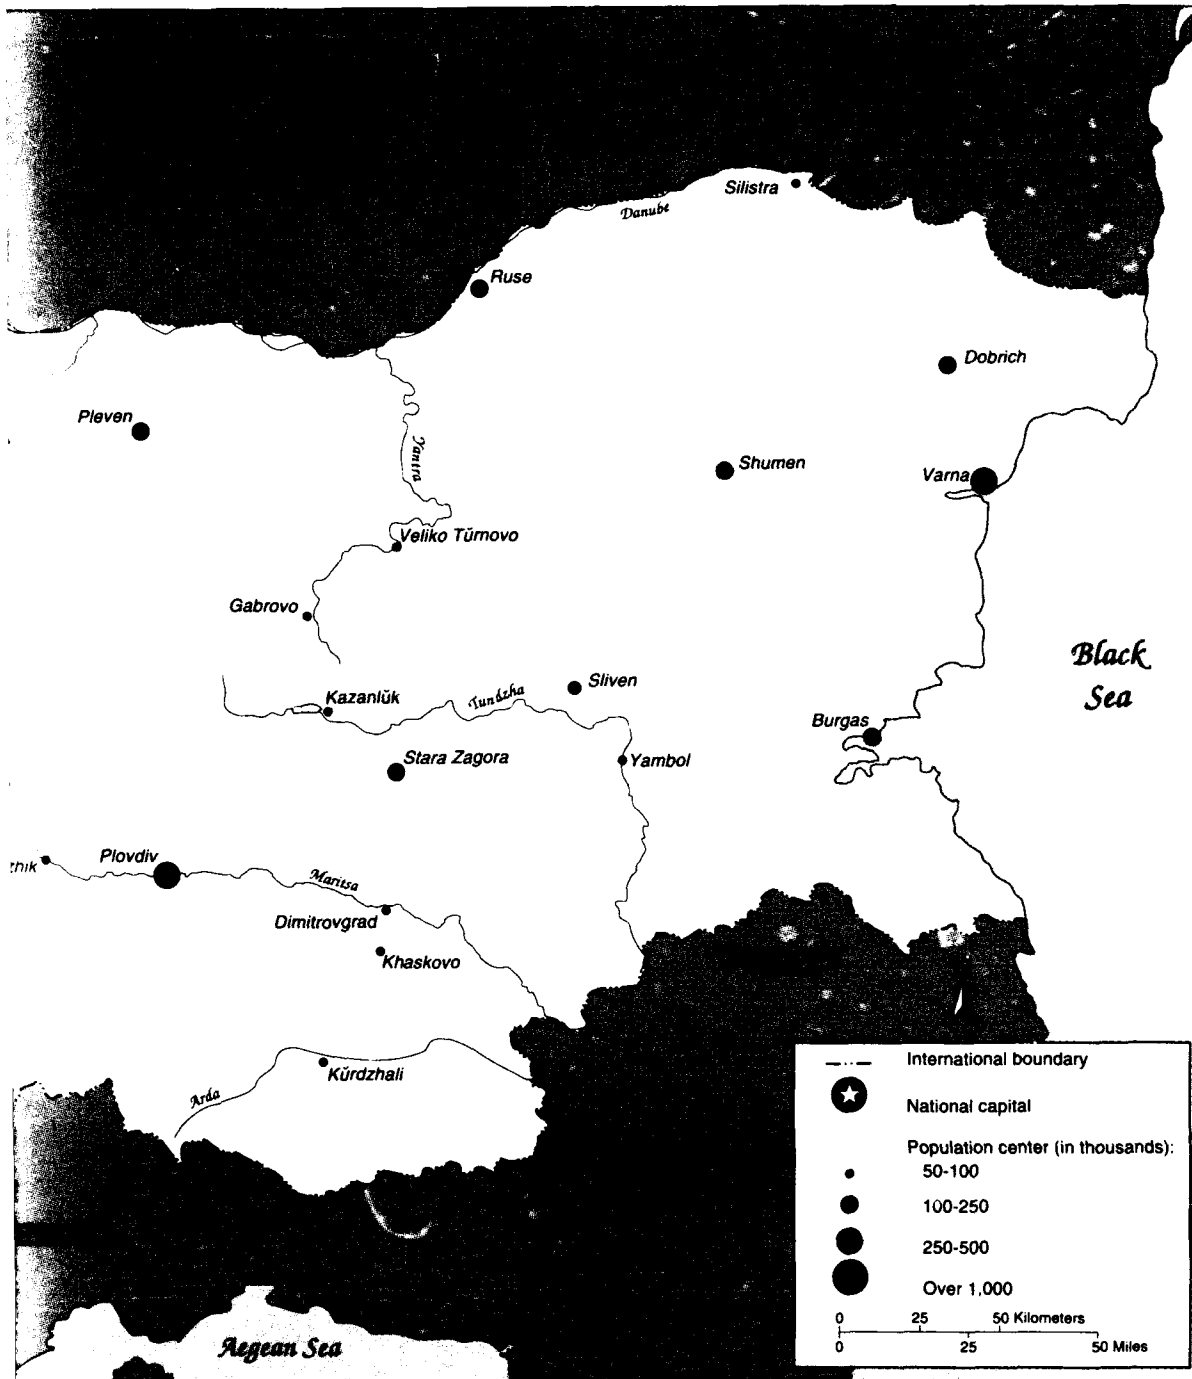 Silistra
Danube
Ruse
Dobrich
Pleven
Shumen
Varna
Yantra
Veliko Tŭrnovo
Gabrovo
Black
Sea
Sliven
Kazanlŭk
Tundzha
Burgas
Stara Zagora
Yambol
Plovdiv
zhik
Maritsa
Dimitrovgrad
Khaskovo
Kŭrdzhali
Arda
International boundary
National capital
Population center (in thousands):
50-100
100-250
250-500
Over 1,000
0 25 50 Kilometers
0 25 50 Miles
Aegean Sea